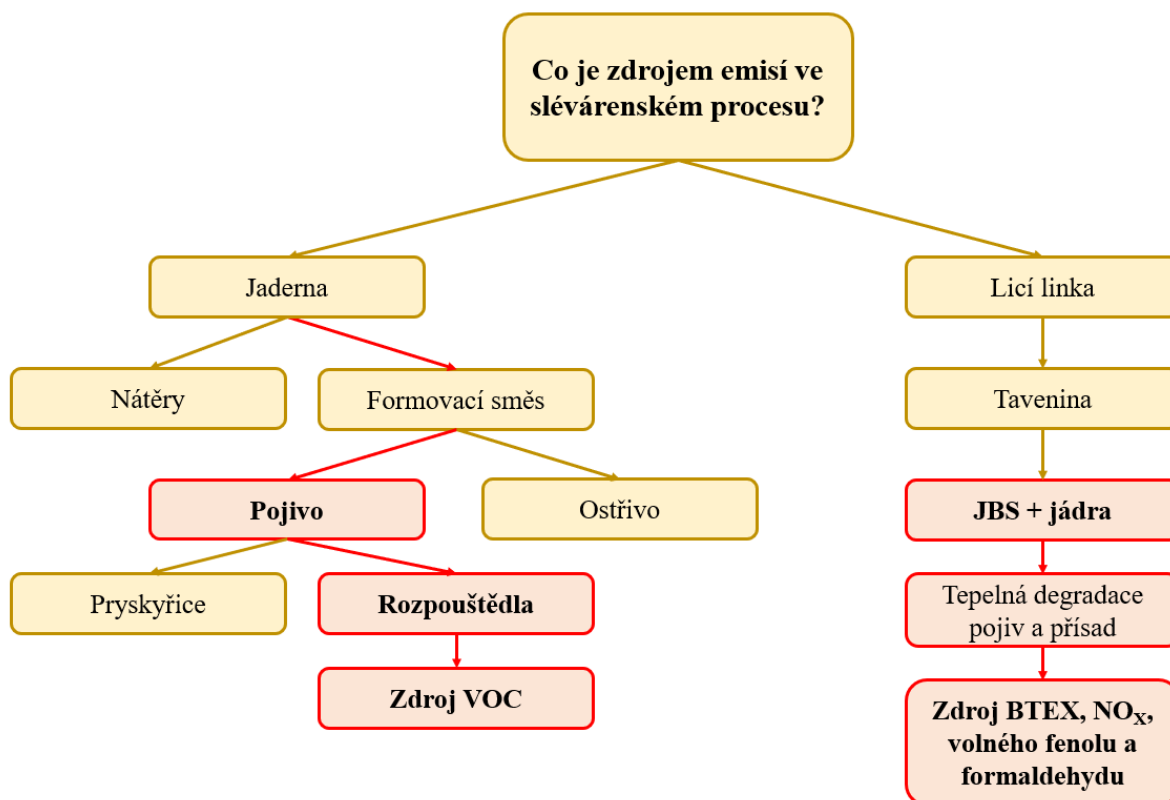 Co je zdrojem emisí ve
slévárenském procesu?
Jaderna
Licí linka
Nátěry
Formovací směs
Tavenina
Pojivo
Ostřivo
JBS + jádra
Pryskyřice
Rozpouštědla
Tepelná degradace
pojiv a přísad
Zdroj VOC
Zdroj BTEX, NOX,
volného fenolu a
formaldehydu